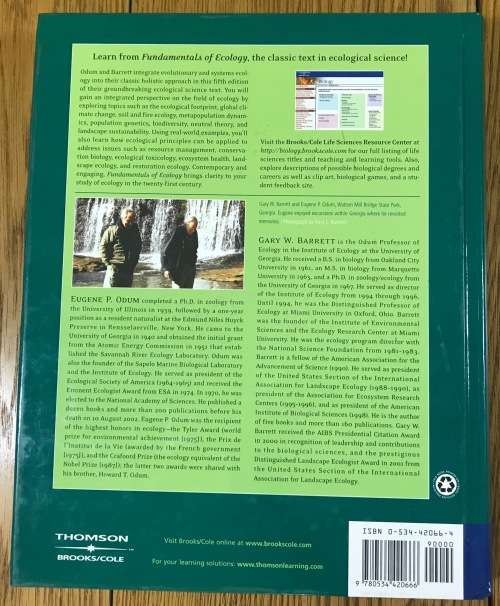 Learn from Fundamentals of Ecology, the classic text in ecological science!
Odum and Barrett integrate evolutionary and systems ecol-
ogy into their classic holistic approach in this fifth edition
of their groundbreaking ecological science text. You will
gain an integrated perspective on the field of ecology by
exploring topics such as the ecological footprint, global cli-
mate change, soil and fire ecology, metapopulation dynam-
ics, population genetics, biodiversity, neutral theory, and
landscape sustainability. Using real-world examples, you'll
also learn how ecological principles can be applied to
address issues such as resource management, conserva-
tion biology, ecological toxicology, ecosystem health, land-
scape ecology, and restoration ecology. Contemporary and
engaging, Fundamentals of Ecology brings clarity to your
study of ecology in the twenty-first century.
Biology
Visit the Brooks/Cole Life Sciences Resource Center at
http://biology.brookscole.com for our full listing of life
sciences titles and teaching and learning tools. Also,
explore descriptions of possible biological degrees and
careers as well as clip art, biological games, and a stu-
dent feedback site.
Gary W. Barrett and Eugene P. Odum, Watson Mill Bridge State Park,
Georgia. Eugene enjoyed excursions within Georgia where he revisited
memories.
EUGENE P. ODUM completed a Ph.D. in zoology from
the University of Illinois in 1939, followed by a one-year
position as a resident naturalist at the Edmund Niles Huyck
Preserve in Rensselaerville, New York. He came to the
University of Georgia in 1940 and obtained the initial grant
from the Atomic Energy Commission in 1951 that estab-
lished the Savannah River Ecology Laboratory. Odum was
also the founder of the Sapelo Marine Biological Laboratory
and the Institute of Ecology. He served as president of the
Ecological Society of America (1964-1965) and received the
Eminent Ecologist Award from ESA in 1974. In 1970, he was
elected to the National Academy of Sciences. He published a
dozen books and more than 200 publications before his
death on 10 August 2002. Eugene P. Odum was the recipient
of the highest honors in ecology—the Tyler Award (world
prize for environmental achievement [1975]), the Prix de
l'Institut de la Vie (awarded by the French government
[1975]), and the Crafoord Prize (the ecology equivalent of the
Nobel Prize [1987]); the latter two awards were shared with
his brother, Howard T. Odum.
GARY W. BARRETT is the Odum Professor of
Ecology in the Institute of Ecology at the University of
Georgia. He received a B.S. in biology from Oakland City
University in 1961, an M.S. in biology from Marquette
University in 1963, and a Ph.D. in zoology/ecology from
the University of Georgia in 1967. He served as director
of the Institute of Ecology from 1994 through 1996.
Until 1994, he was the Distinguished Professor of
Ecology at Miami University in Oxford, Ohio. Barrett
was the founder of the Institute of Environmental
Sciences and the Ecology Research Center at Miami
University. He was the ecology program director with
the National Science Foundation from 1981-1983.
Barrett is a fellow of the American Association for the
Advancement of Science (1990). He served as president
of the United States Section of the International
Association for Landscape Ecology (1988-1990), as
president of the Association for Ecosystem Research
Centers (1995-1996), and as president of the American
Institute of Biological Sciences (1998). He is the author
of five books and more than 160 publications. Gary W.
Barrett received the AIBS Presidential Citation Award
in 2000 in recognition of leadership and contributions
to the biological sciences, and the prestigious
Distinguished Landscape Ecologist Award in 2001 from
the United States Section of the International
Association for Landscape Ecology.
THOMSON
BROOKS/COLE
Visit Brooks/Cole online at www.brookscole.com
For your learning solutions: www.thomsonlearning.com
ISBN 0-534-42066-4
90000
9 780534 420666